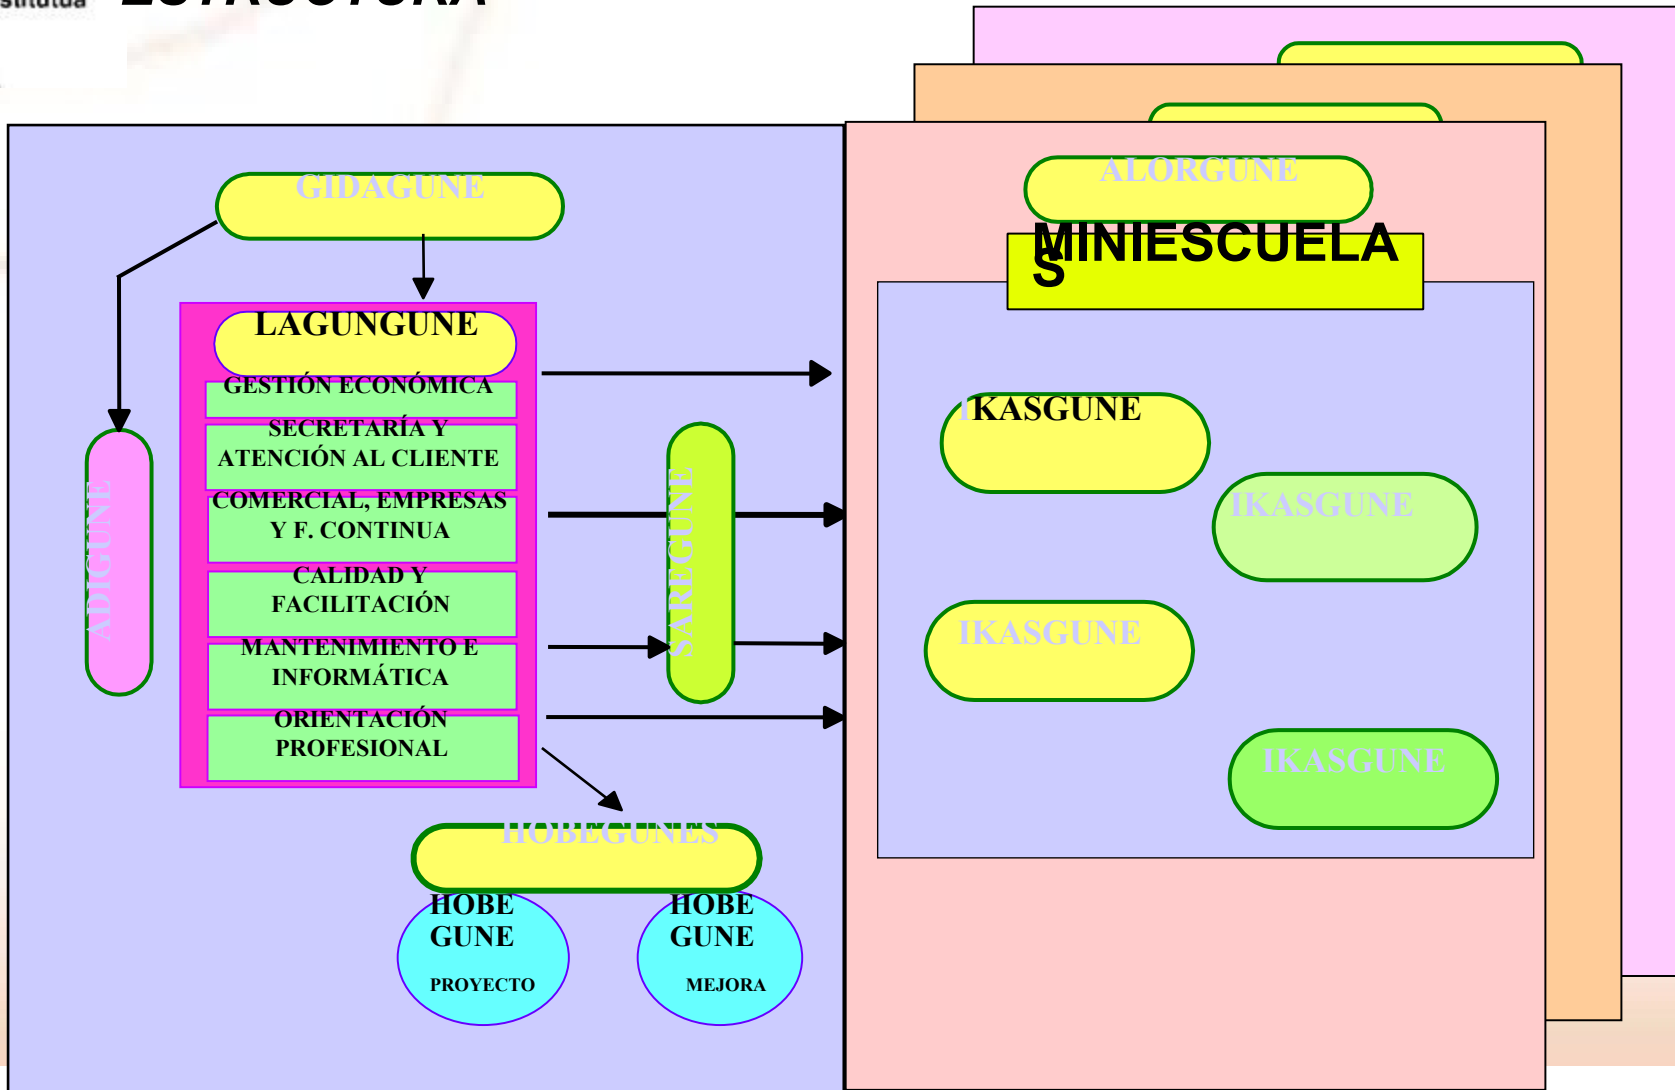 ESTRUCTURA
GIDAGUNE
LAGUNGUNE
GESTIÓN ECONÓMICA
SECRETARÍA Y
ATENCIÓN AL CLIENTE
COMERCIAL, EMPRESAS
Y F. CONTINUA
CALIDAD Y
FACILITACIÓN
MANTENIMIENTO E
INFORMÁTICA
ORIENTACIÓN
PROFESIONAL
ADIGUNE
SAREGUNE
HOBEGUNES
HOBE
GUNE
PROYECTO
HOBE
GUNE
MEJORA
ALORGUNE
MINIESCUELA
S
IKASGUNE
IKASGUNE
IKASGUNE
IKASGUNE